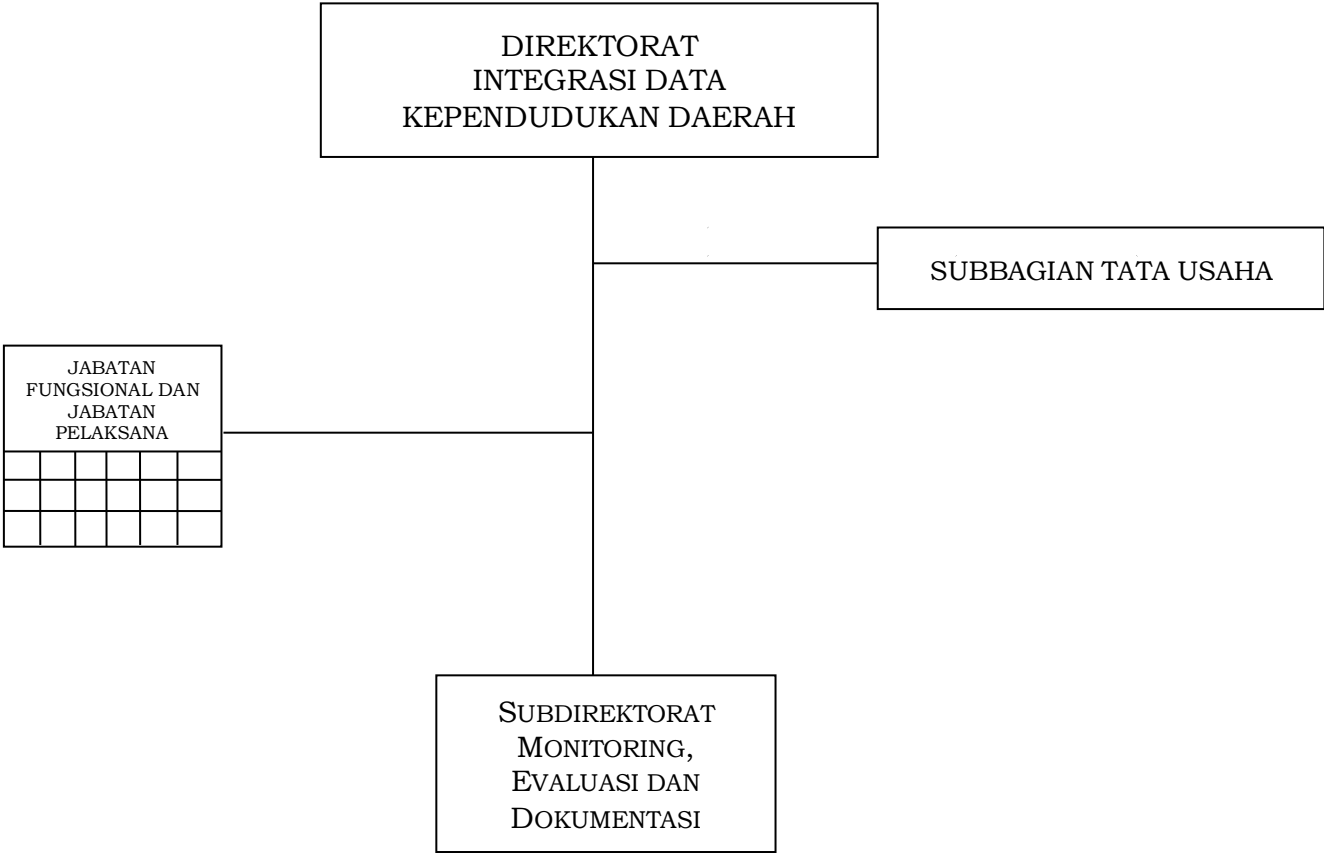 DIREKTORAT
INTEGRASI DATA
KEPENDUDUKAN DAERAH
SUBBAGIAN TATA USAHA
JABATAN
FUNGSIONAL DAN
JABATAN
PELAKSANA
SUBDIREKTORAT
MONITORING,
EVALUASI DAN
DOKUMENTASI